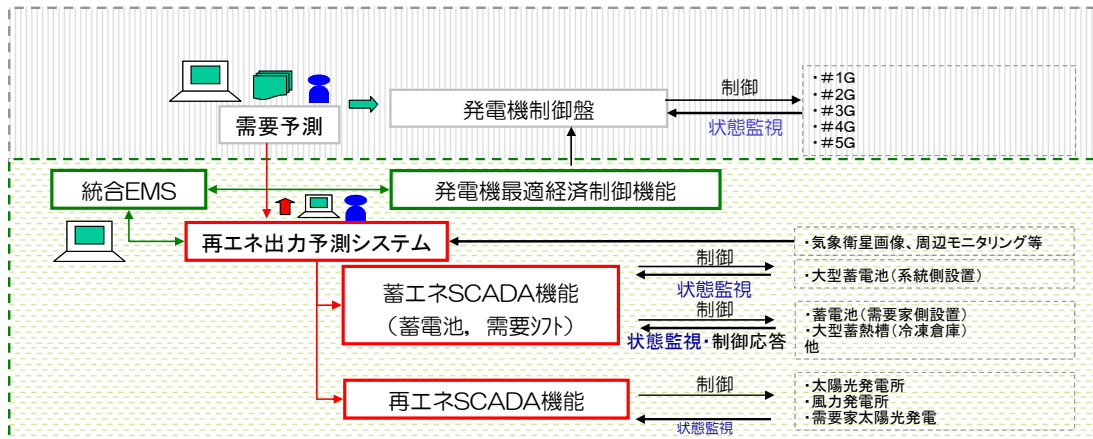 制御
・#1G
・#2G
・#3G
・#4G
・#5G
発電機制御盤
状態監視
需要予測
統合EMS
発電機最適経済制御機能
再エネ出力予測システム
・気象衛星画像、周辺モニタリング等
制御
・大型蓄電池(系統側設置)
状態監視
蓄エネSCADA機能
(蓄電池, 需要ｼﾌﾄ)
制御
・蓄電池(需要家側設置)
・大型蓄熱槽(冷凍倉庫)
他
状態監視・制御応答
再エネSCADA機能
制御
・太陽光発電所
・風力発電所
・需要家太陽光発電
状態監視